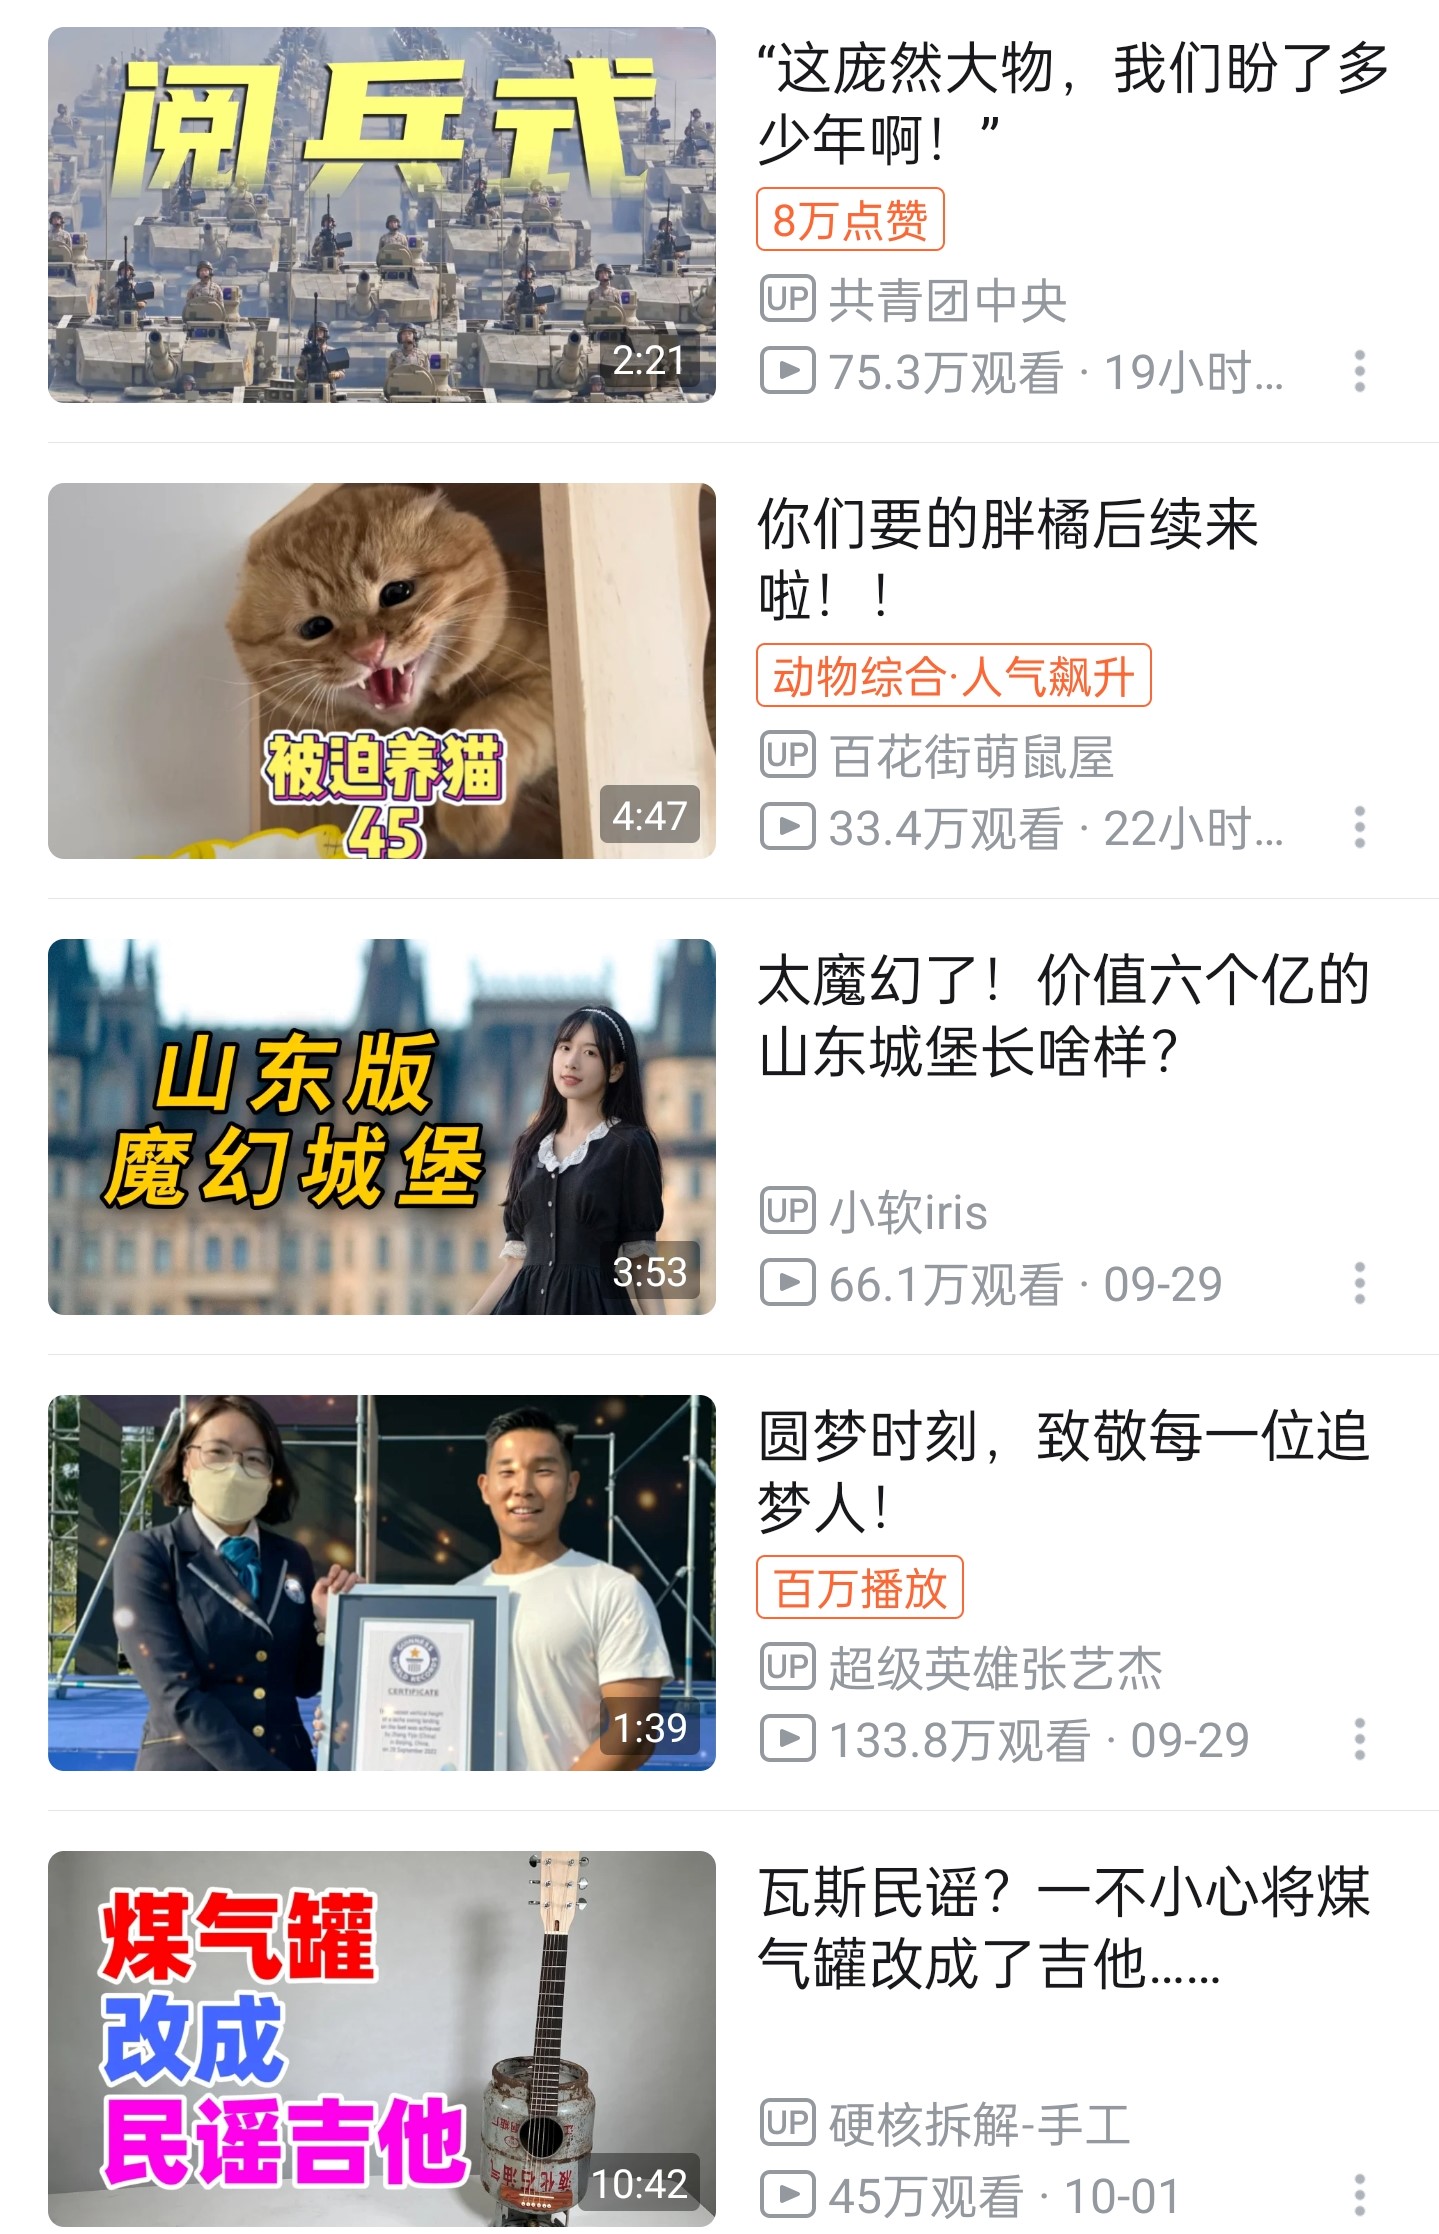 阅兵式
2:21
“这庞然大物，我们盼了多
少年啊！”
8万点赞
UP 共青团中央
75.3万观看 · 19小时...
被迫养猫
45
4:47
你们要的胖橘后续来
啦！！
动物综合·人气飙升
UP 百花街萌鼠屋
33.4万观看 · 22小时...
山东版
魔幻城堡
3:53
太魔幻了！价值六个亿的
山东城堡长啥样？
UP 小软iris
66.1万观看 · 09-29
GUINNESS
WORLD RECORDS
CERTIFICATE
1:39
圆梦时刻，致敬每一位追
梦人！
百万播放
UP 超级英雄张艺杰
133.8万观看 · 09-29
煤气罐
改成
民谣吉他
液化石油气
10:42
瓦斯民谣？一不小心将煤
气罐改成了吉他……
UP 硬核拆解-手工
45万观看 · 10-01